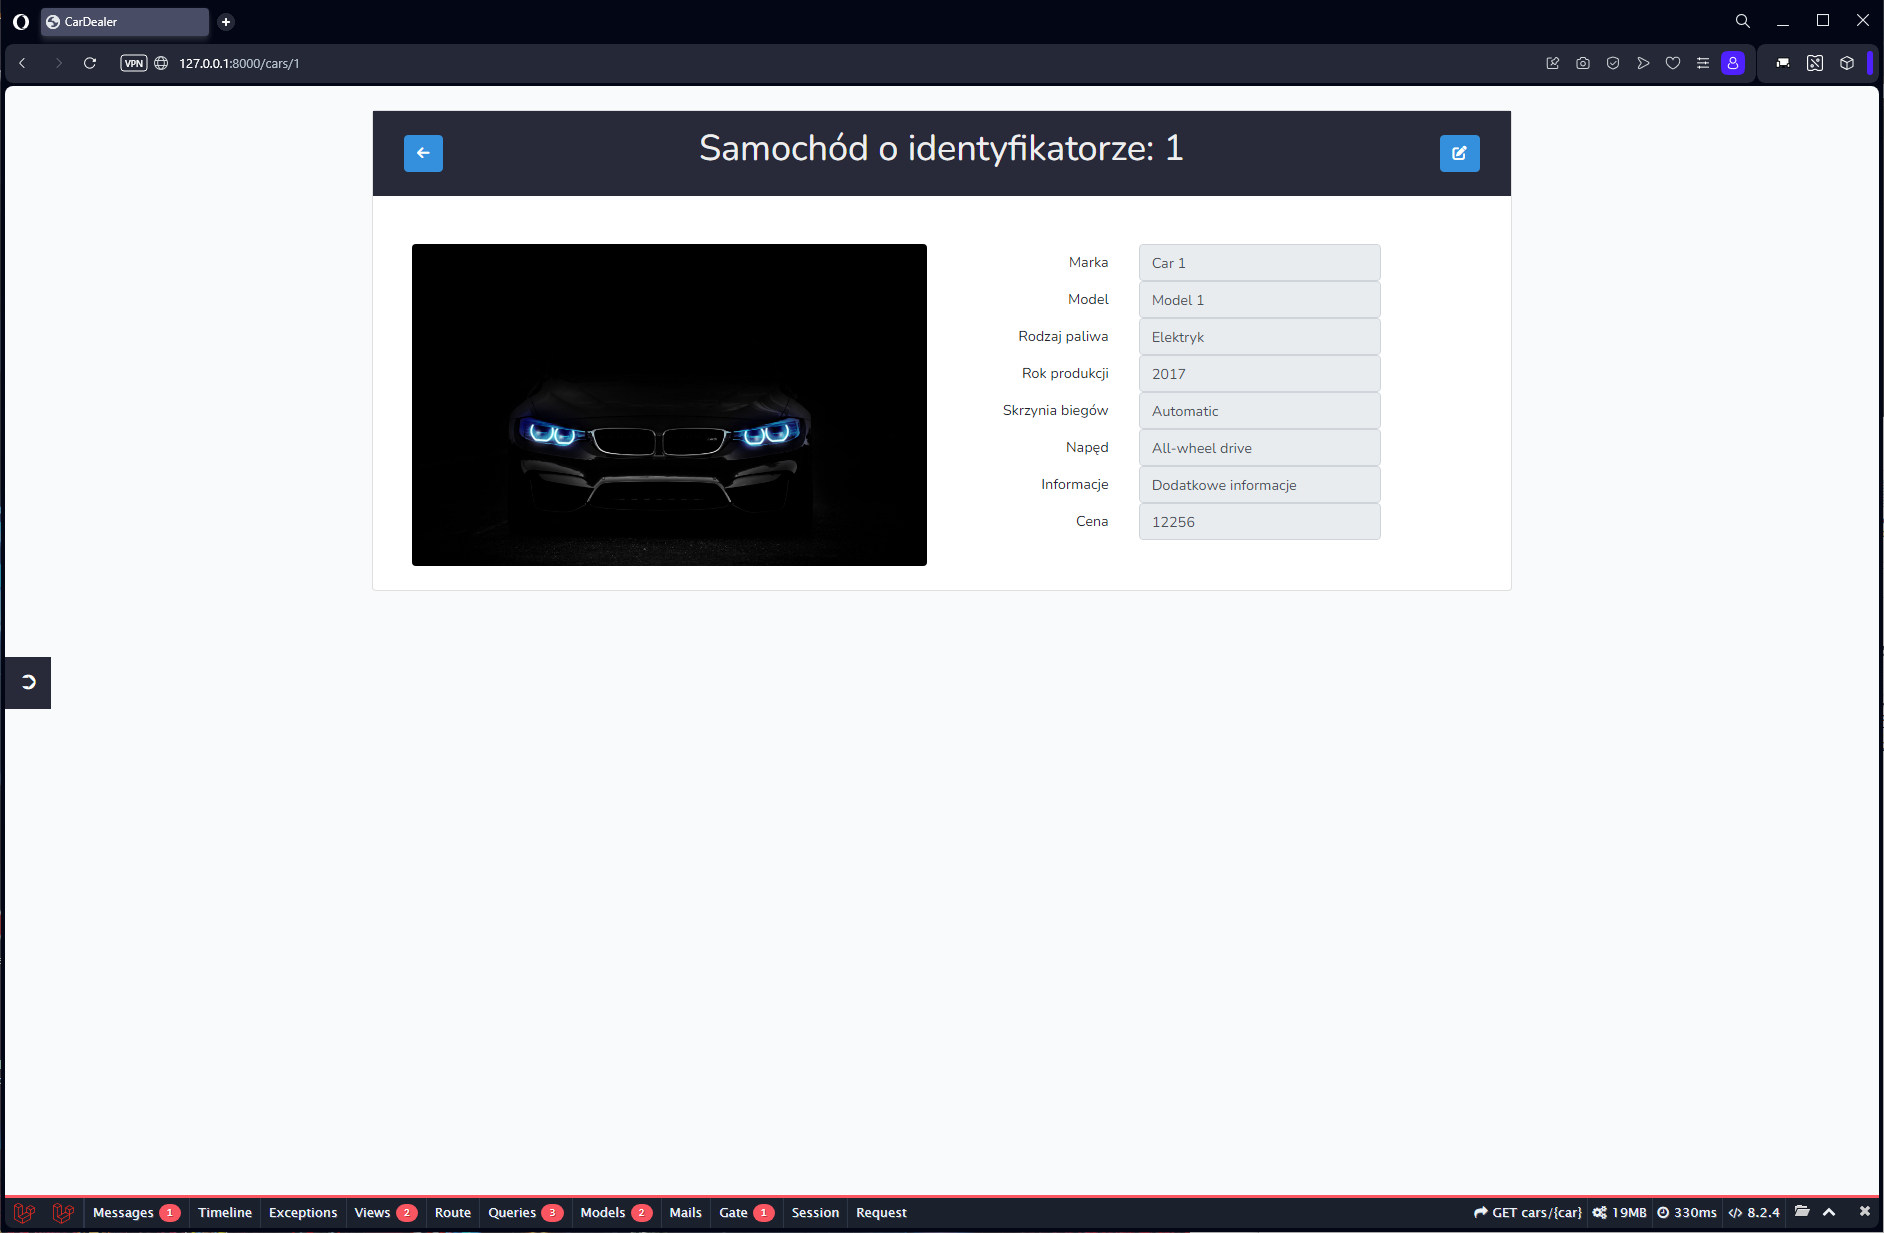 CarDealer
VPN 127.0.0.1:8000/cars/1
Samochód o identyfikatorze: 1
Marka Car 1
Model Model 1
Rodzaj paliwa Elektryk
Rok produkcji 2017
Skrzynia biegów Automatic
Napęd All-wheel drive
Informacje Dodatkowe informacje
Cena 12256
Messages 1 Timeline Exceptions Views 2 Route Queries 3 Models 2 Mails Gate 1 Session Request GET cars/{car} 19MB 330ms 8.2.4